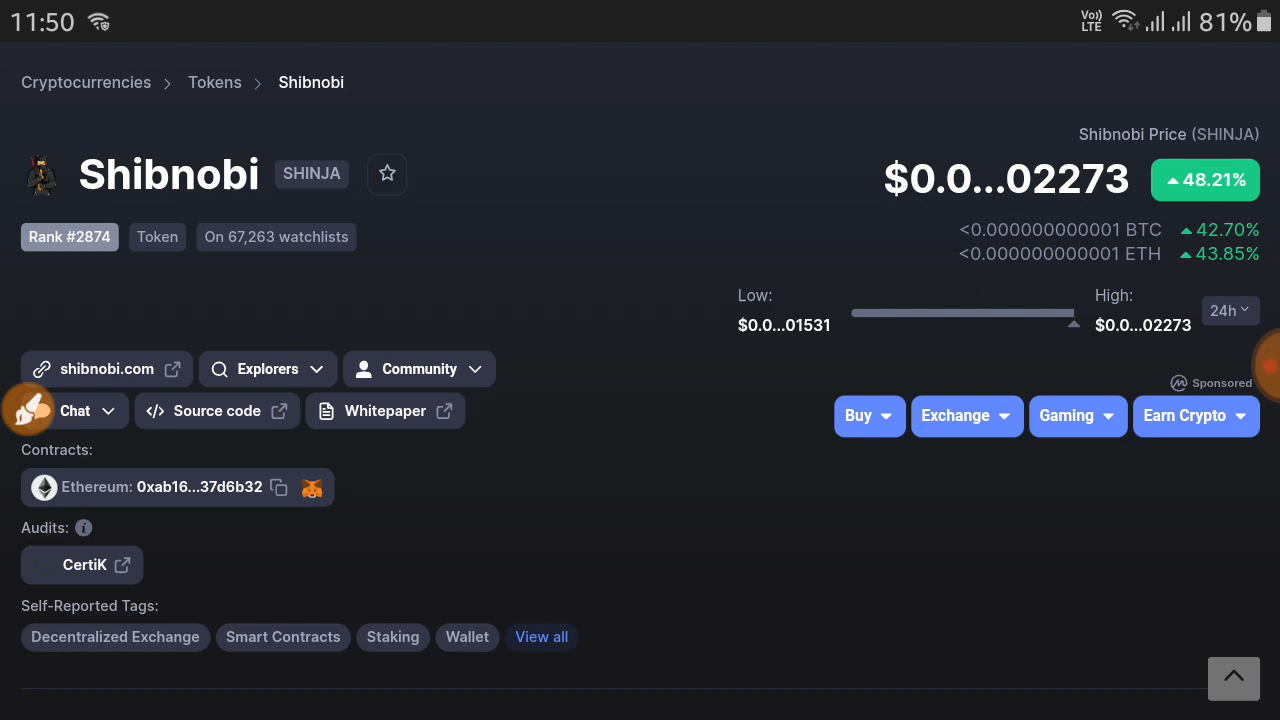 11:50 Vo)) LTE 81%
Cryptocurrencies > Tokens > Shibnobi
Shibnobi Price (SHINJA)
Shibnobi SHINJA
$0.0...02273 48.21%
Rank #2874 Token On 67,263 watchlists
<0.000000000001 BTC 42.70%
<0.000000000001 ETH 43.85%
Low: High:
$0.0...01531 $0.0...02273 24h
shibnobi.com Explorers Community
Sponsored
Chat Source code Whitepaper
Buy Exchange Gaming Earn Crypto
Contracts:
Ethereum: 0xab16...37d6b32
Audits:
CertiK
Self-Reported Tags:
Decentralized Exchange Smart Contracts Staking Wallet View all